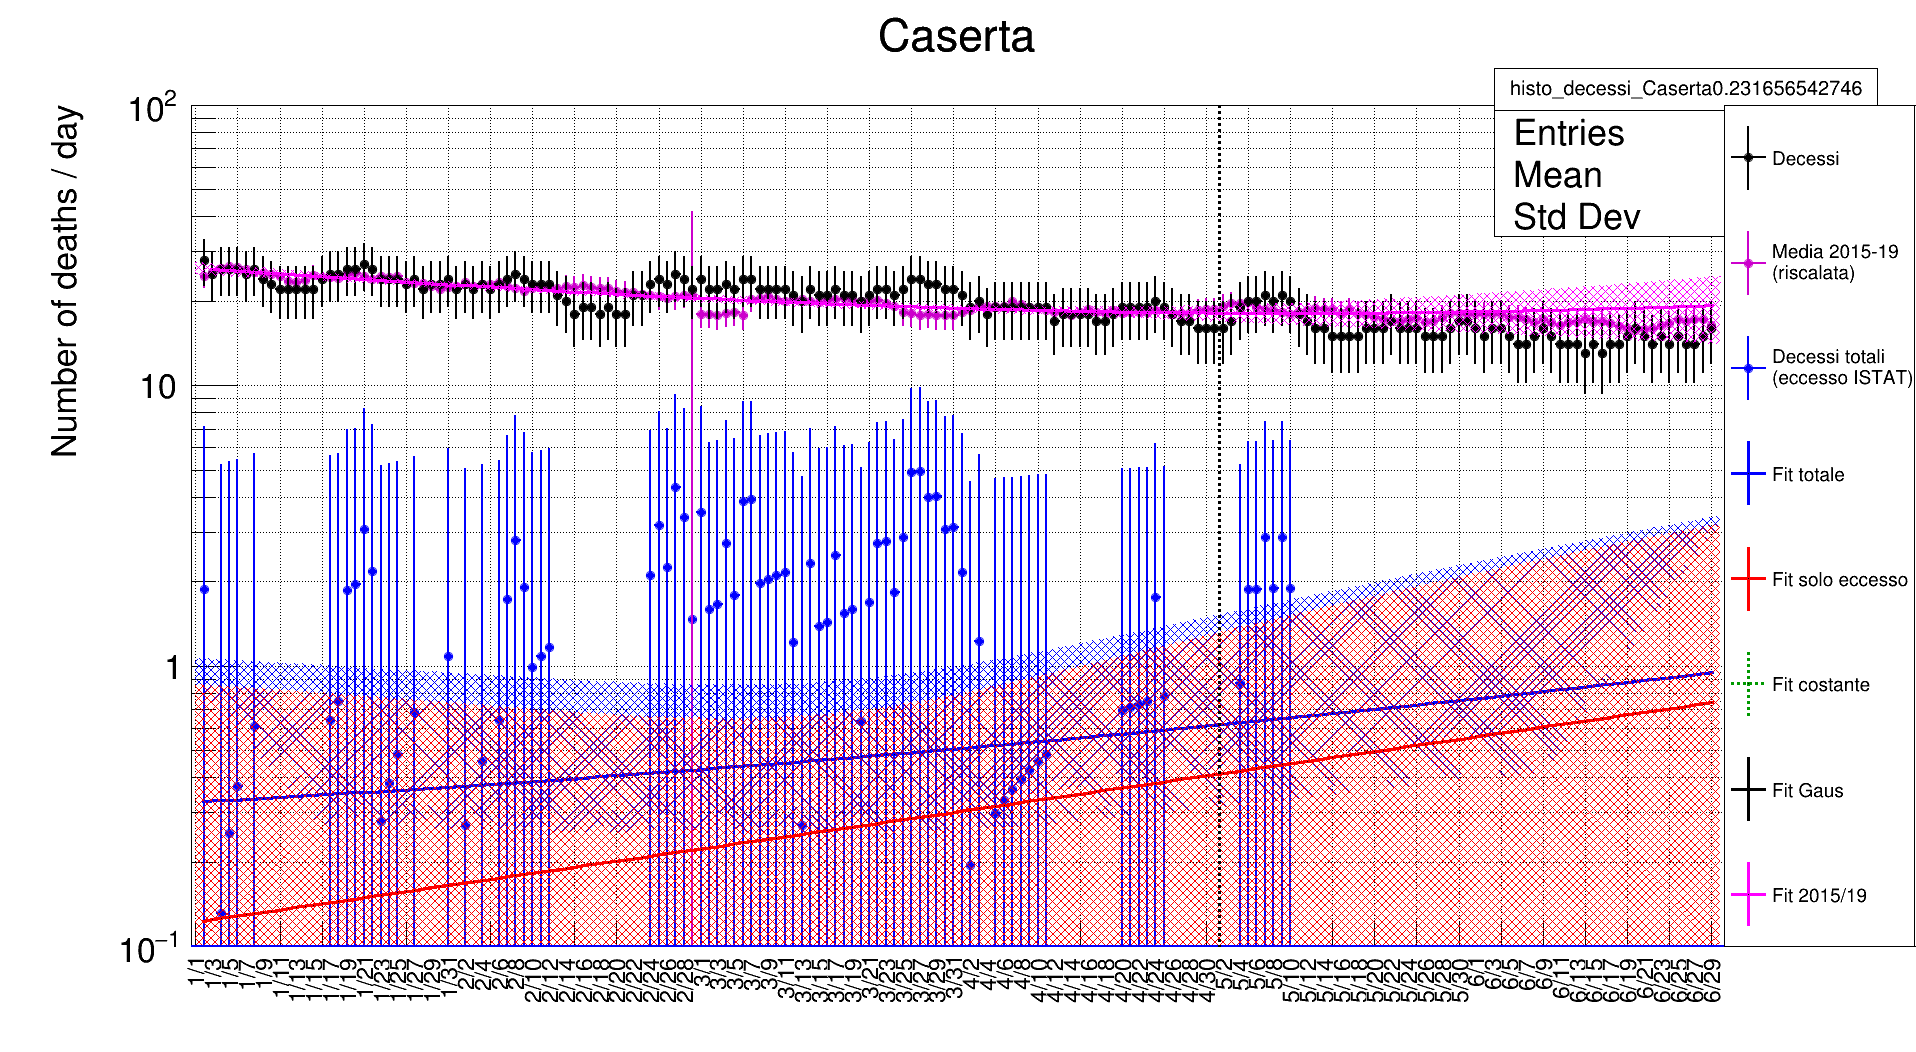 Caserta
histo_decessi_Caserta0.231656542746
Entries
Mean
Std Dev
Number of deaths / day
10²
10
1
10⁻¹
Decessi
Media 2015-19
(riscalata)
Decessi totali
(eccesso ISTAT)
Fit totale
Fit solo eccesso
Fit costante
Fit Gaus
Fit 2015/19
1/1 1/3 1/5 1/7 1/9 1/11 1/13 1/15 1/17 1/19 1/21 1/23 1/25 1/27 1/29 1/31 2/2 2/4 2/6 2/8 2/10 2/12 2/14 2/16 2/18 2/20 2/22 2/24 2/26 2/28 3/1 3/3 3/5 3/7 3/9 3/11 3/13 3/15 3/17 3/19 3/21 3/23 3/25 3/27 3/29 3/31 4/2 4/4 4/6 4/8 4/10 4/12 4/14 4/16 4/18 4/20 4/22 4/24 4/26 4/28 4/30 5/2 5/4 5/6 5/8 5/10 5/12 5/14 5/16 5/18 5/20 5/22 5/24 5/26 5/28 5/30 6/1 6/3 6/5 6/7 6/9 6/11 6/13 6/15 6/17 6/19 6/21 6/23 6/25 6/27 6/29